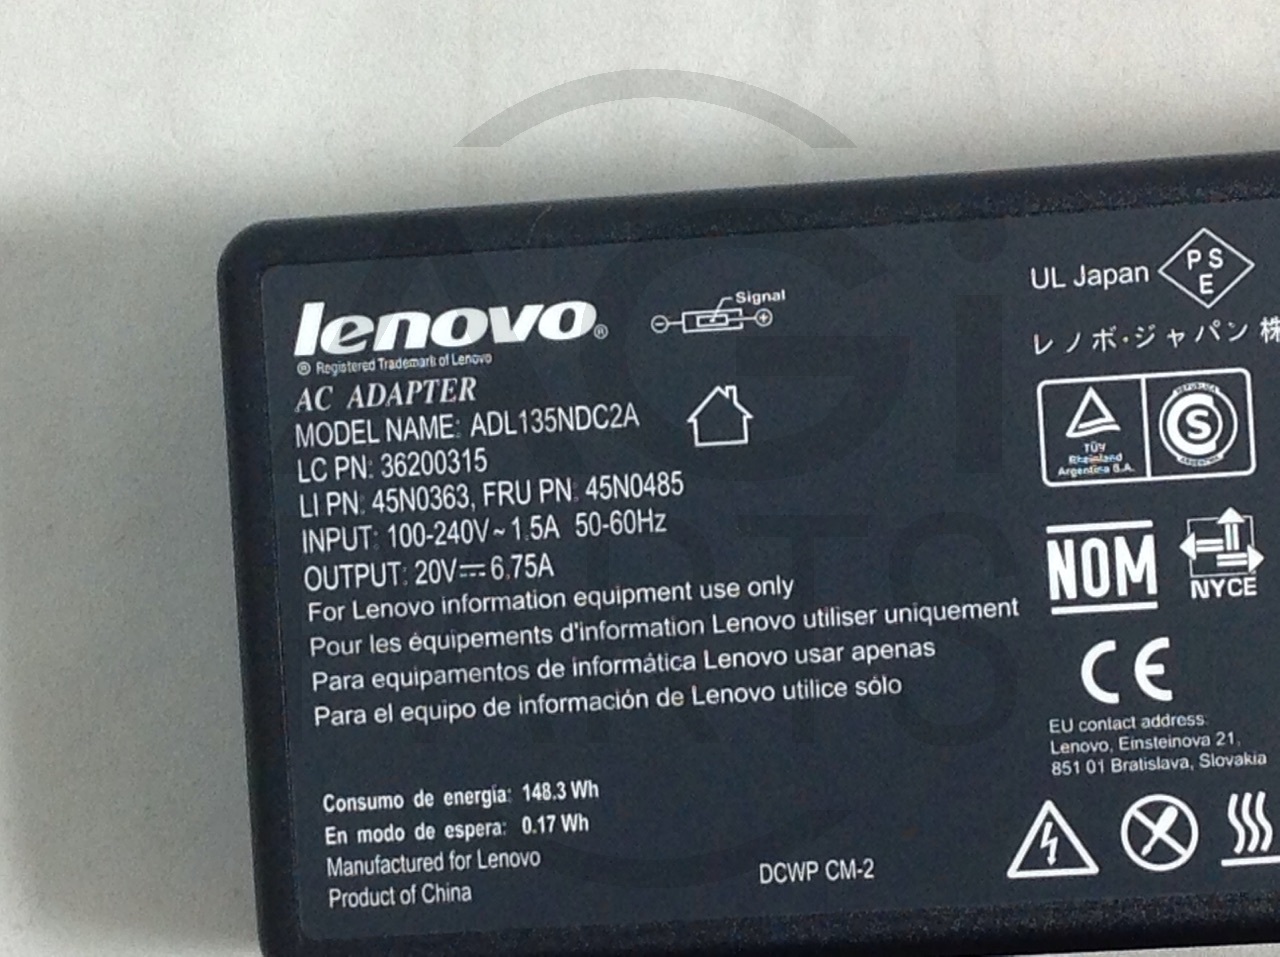 lenovo®
® Registered Trademark of Lenovo
Signal
AC ADAPTER
MODEL NAME: ADL135NDC2A
LC PN: 36200315
LI PN: 45N0363, FRU PN: 45N0485
INPUT: 100-240V~1.5A 50-60Hz
OUTPUT: 20V⎓6.75A
For Lenovo information equipment use only
Pour les équipements d'information Lenovo utiliser uniquement
Para equipamentos de informática Lenovo usar apenas
Para el equipo de información de Lenovo utilice sólo
Consumo de energía: 148.3 Wh
En modo de espera: 0.17 Wh
Manufactured for Lenovo
Product of China
DCWP CM-2
UL Japan
PS
E
レノボ・ジャパン 株
TÜV
Rheinland
Argentina S.A.
REPUBLICA
S
ARGENTINA
NOM
NYCE
CE
EU contact address:
Lenovo, Einsteinova 21,
851 01 Bratislava, Slovakia
ACi
PARTS